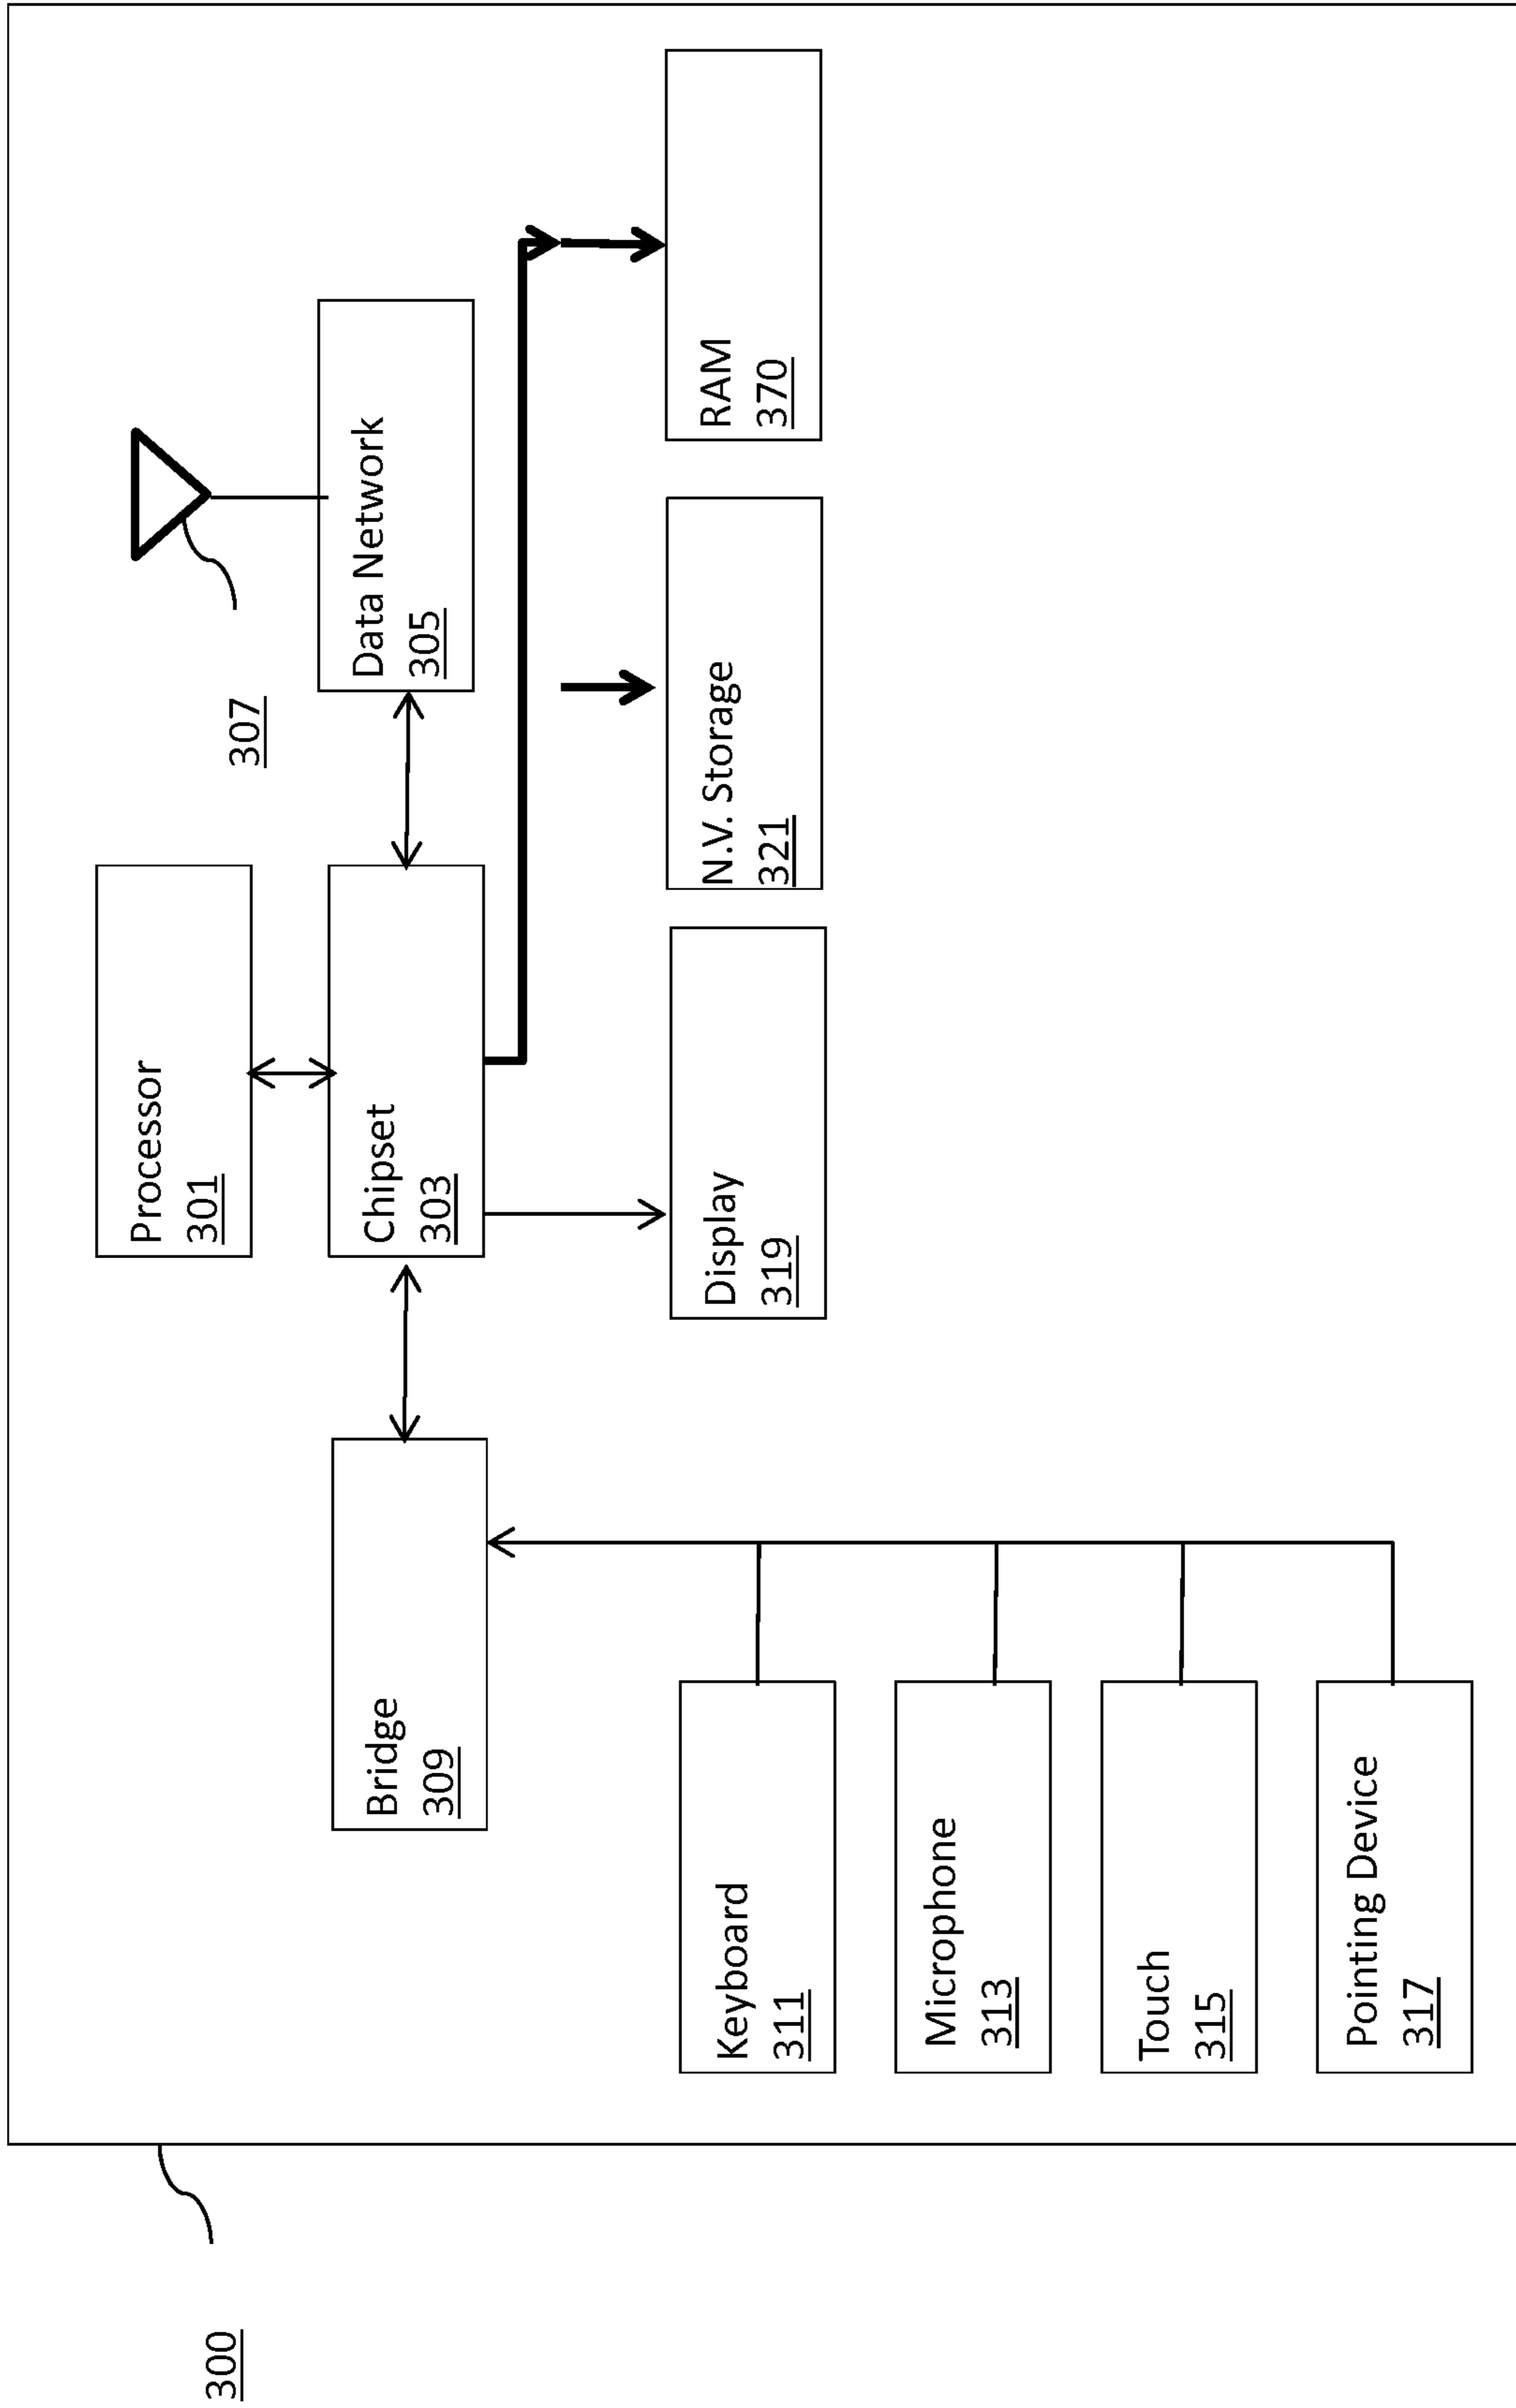 300
Processor
301
307
Bridge
309
Chipset
303
Data Network
305
Keyboard
311
Display
319
N.V. Storage
321
RAM
370
Microphone
313
Touch
315
Pointing Device
317